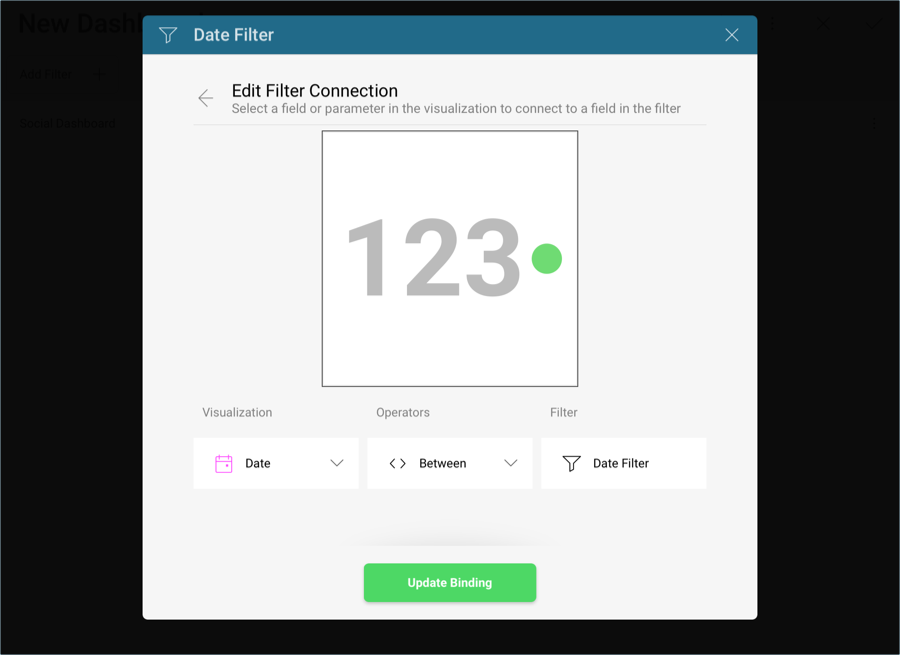 New Dashb
Date Filter
Add Filter +
Edit Filter Connection
Select a field or parameter in the visualization to connect to a field in the filter
Social Dashboard
123
Visualization Operators Filter
Date Between Date Filter
Update Binding